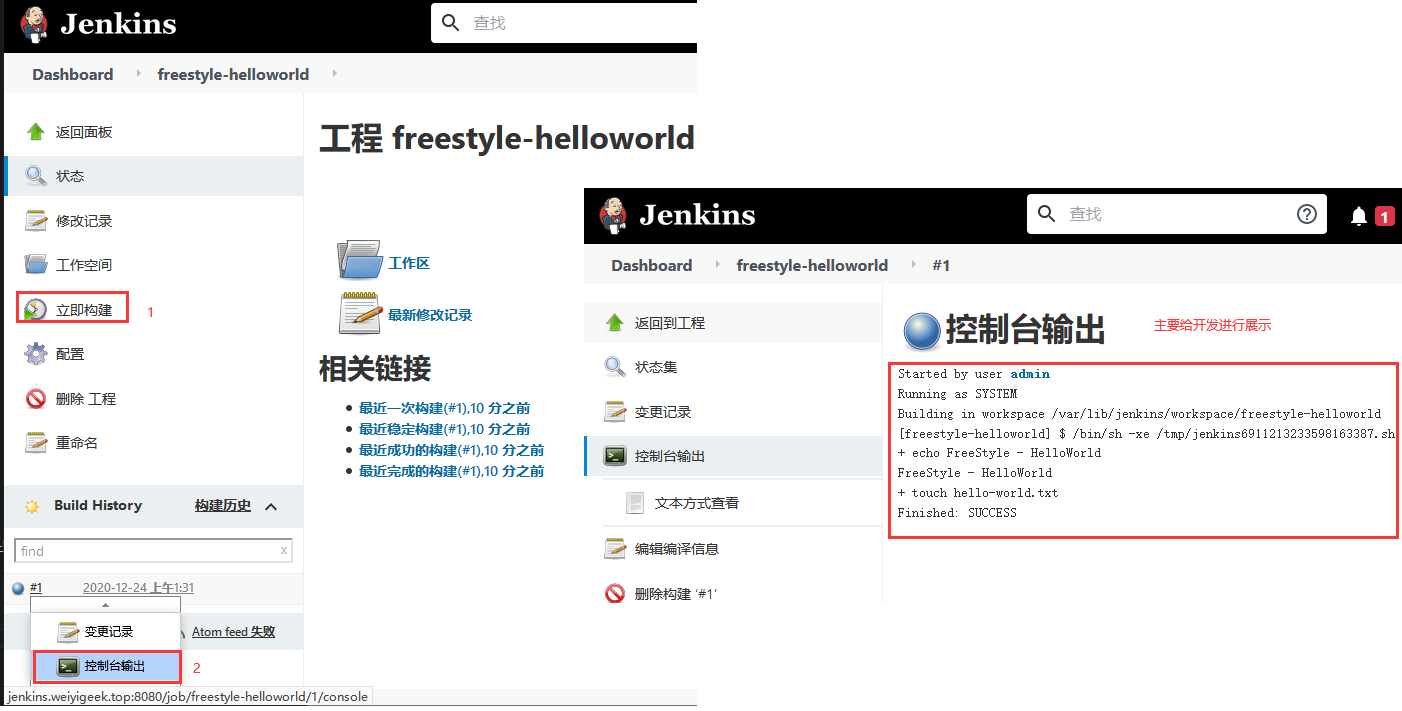 Jenkins
查找
Dashboard
freestyle-helloworld
返回面板
状态
修改记录
工作空间
立即构建
1
配置
删除 工程
重命名
Build History
构建历史
find
x
#1
2020-12-24 上午1:31
变更记录
Atom feed 失败
控制台输出
2
jenkins.weiyigeek.top:8080/job/freestyle-helloworld/1/console
工程 freestyle-helloworld
工作区
最新修改记录
相关链接
最近一次构建(#1),10 分之前
最近稳定构建(#1),10 分之前
最近成功的构建(#1),10 分之前
最近完成的构建(#1),10 分之前
Jenkins
查找
?
1
Dashboard
freestyle-helloworld
#1
返回到工程
状态集
变更记录
控制台输出
文本方式查看
编辑编译信息
删除构建 ‘#1’
控制台输出
主要给开发进行展示
Started by user admin
Running as SYSTEM
Building in workspace /var/lib/jenkins/workspace/freestyle-helloworld
[freestyle-helloworld] $ /bin/sh -xe /tmp/jenkins6911213233598163387.sh
+ echo FreeStyle - HelloWorld
FreeStyle - HelloWorld
+ touch hello-world.txt
Finished: SUCCESS